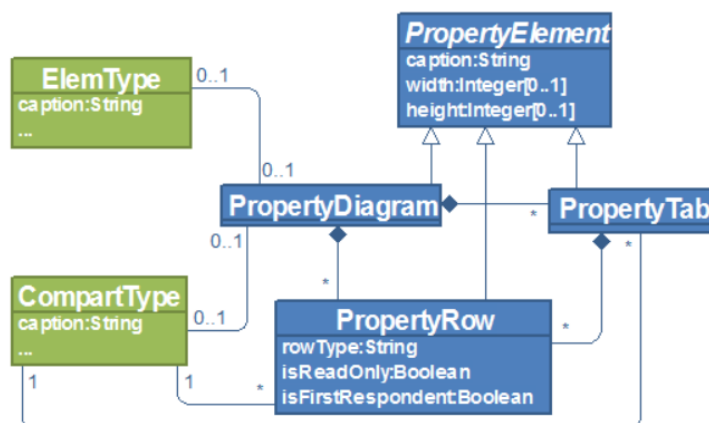 PropertyElement
caption:String
width:Integer[0..1]
height:Integer[0..1]
ElemType
caption:String
...
0..1
0..1
PropertyDiagram
*
PropertyTab
0..1
*
*
CompartType
caption:String
...
0..1
PropertyRow
rowType:String
isReadOnly:Boolean
isFirstRespondent:Boolean
*
1
1
*